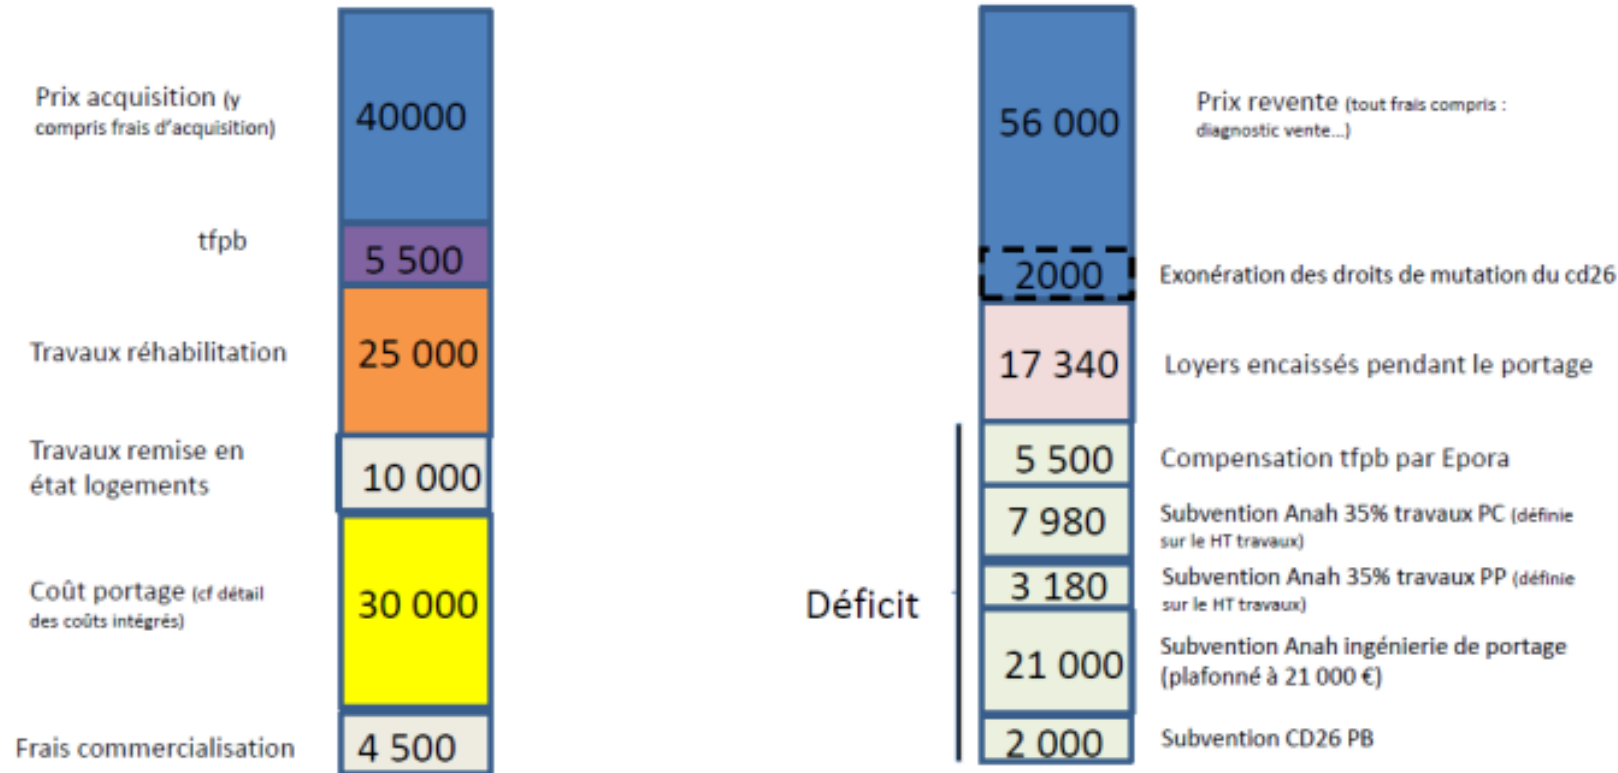 Prix acquisition (y
compris frais d'acquisition)
40000
tfpb
5 500
Travaux réhabilitation
25 000
Travaux remise en
état logements
10 000
Coût portage (cf détail
des coûts intégrés)
30 000
Frais commercialisation
4 500
56 000
Prix revente (tout frais compris :
diagnostic vente...)
2000
Exonération des droits de mutation du cd26
17 340
Loyers encaissés pendant le portage
Déficit
5 500
Compensation tfpb par Epora
7 980
Subvention Anah 35% travaux PC (définie
sur le HT travaux)
3 180
Subvention Anah 35% travaux PP (définie
sur le HT travaux)
21 000
Subvention Anah ingénierie de portage
(plafonné à 21 000 €)
2 000
Subvention CD26 PB